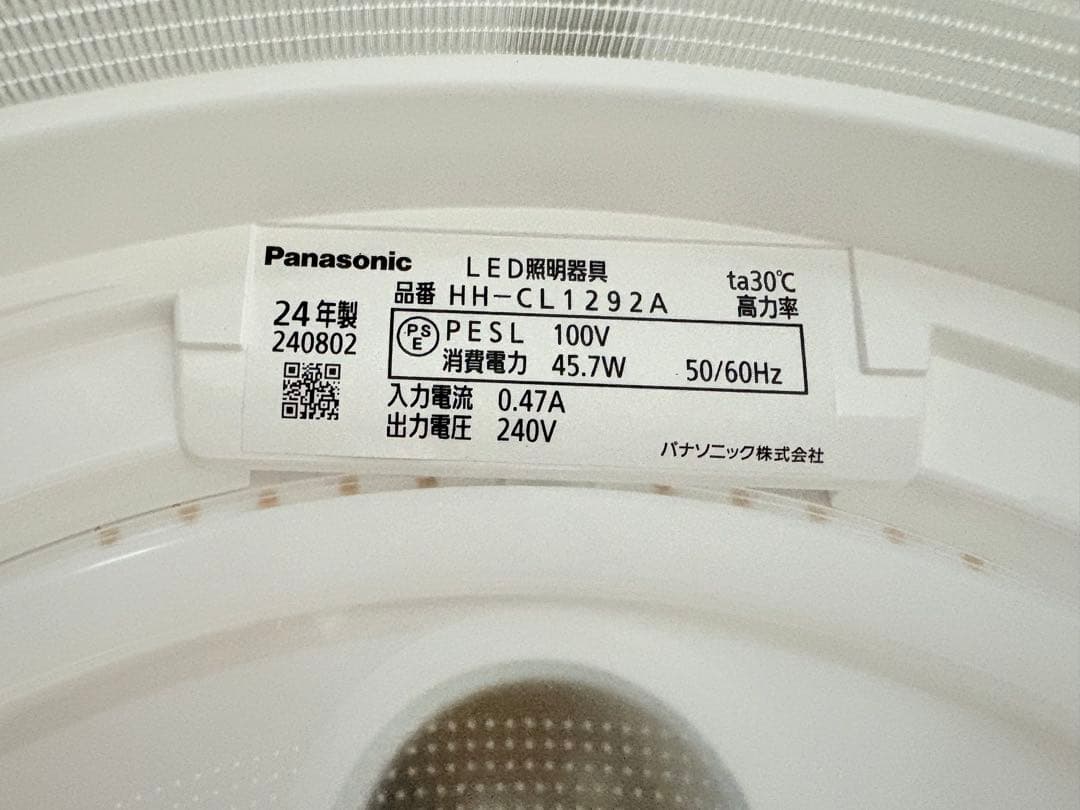 Panasonic
LED照明器具
ta30℃
品番 HH-CL1292A
高力率
24年製
240802
PSE
PESL 100V
消費電力 45.7W 50/60Hz
入力電流 0.47A
出力電圧 240V
パナソニック株式会社